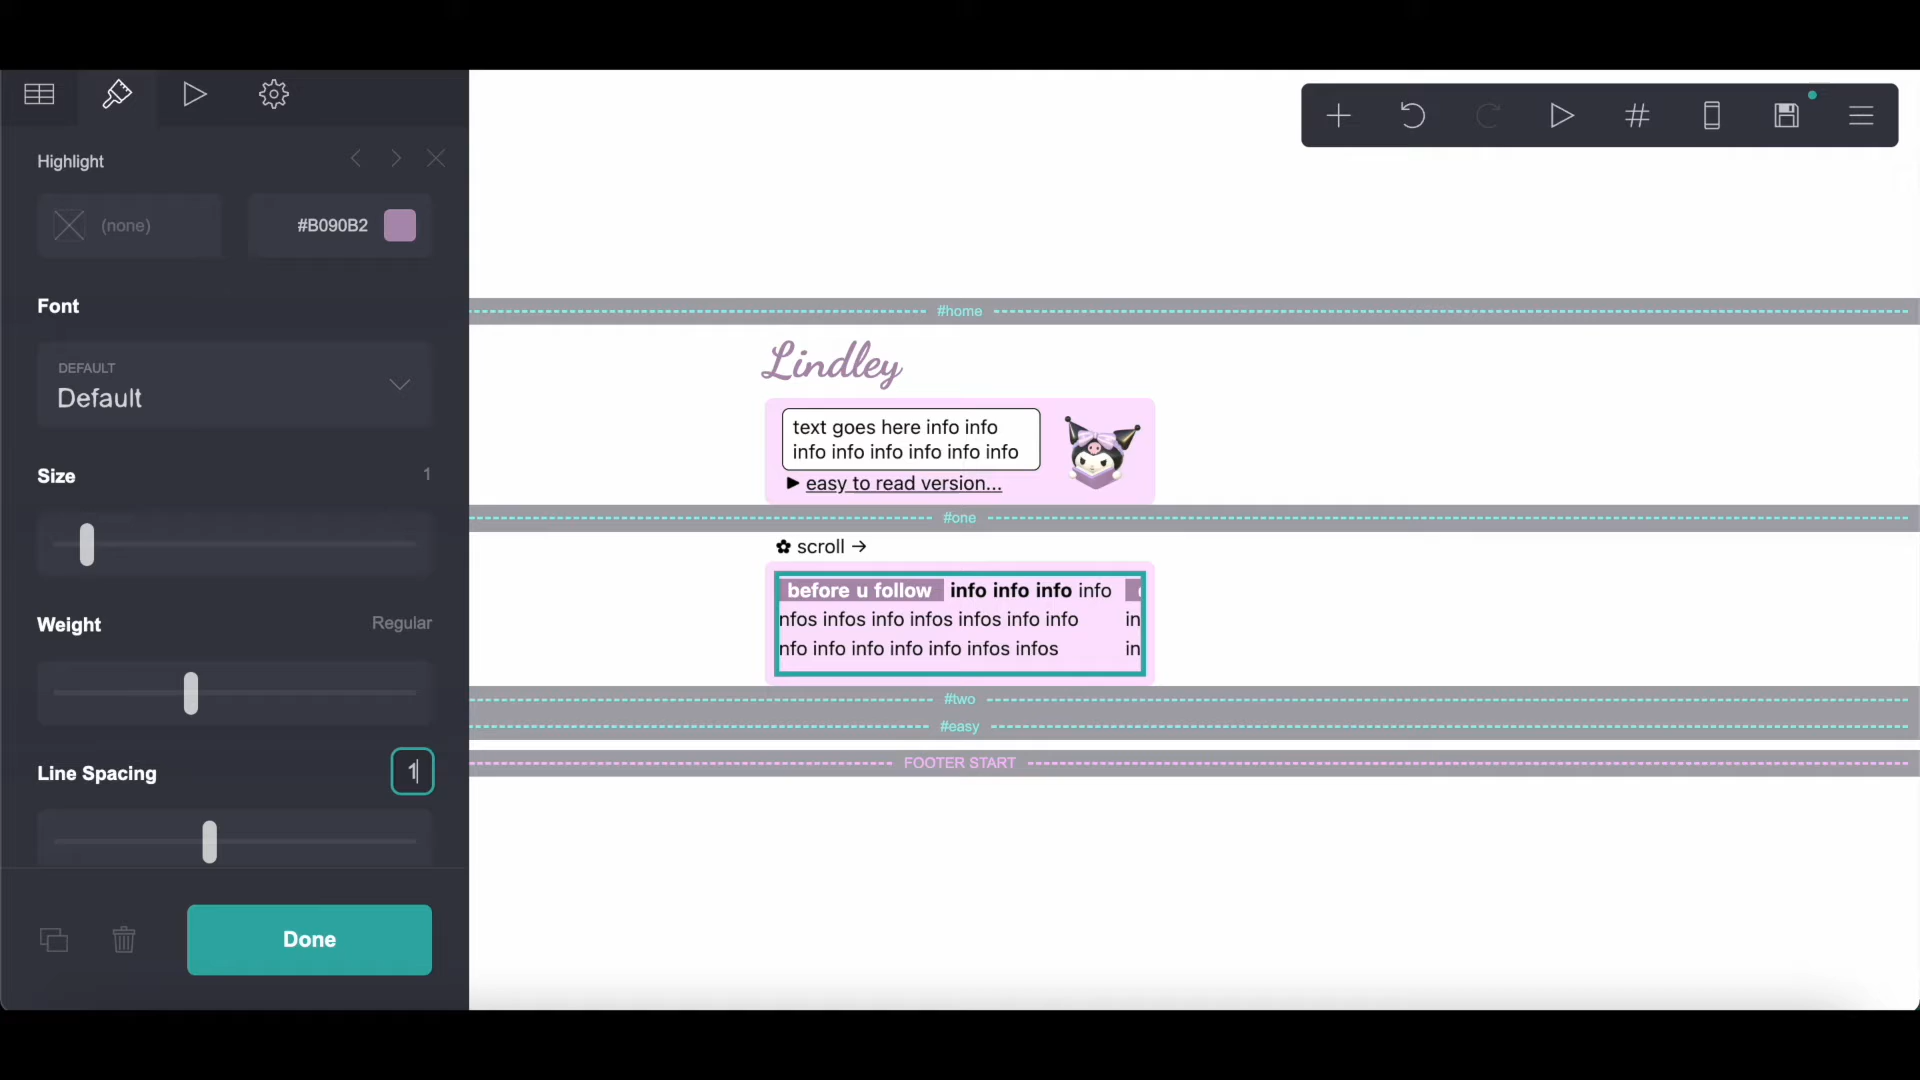 Highlight
(none)
#B090B2
Font
DEFAULT
Default
Size
1
Weight
Regular
Line Spacing
1
Done
#home
Lindley
text goes here info info
info info info info info info
▶ easy to read version...
#one
✿ scroll →
before u follow info info info info
nfos infos info infos infos info info in
nfo info info info info infos infos in
#two
#easy
FOOTER START